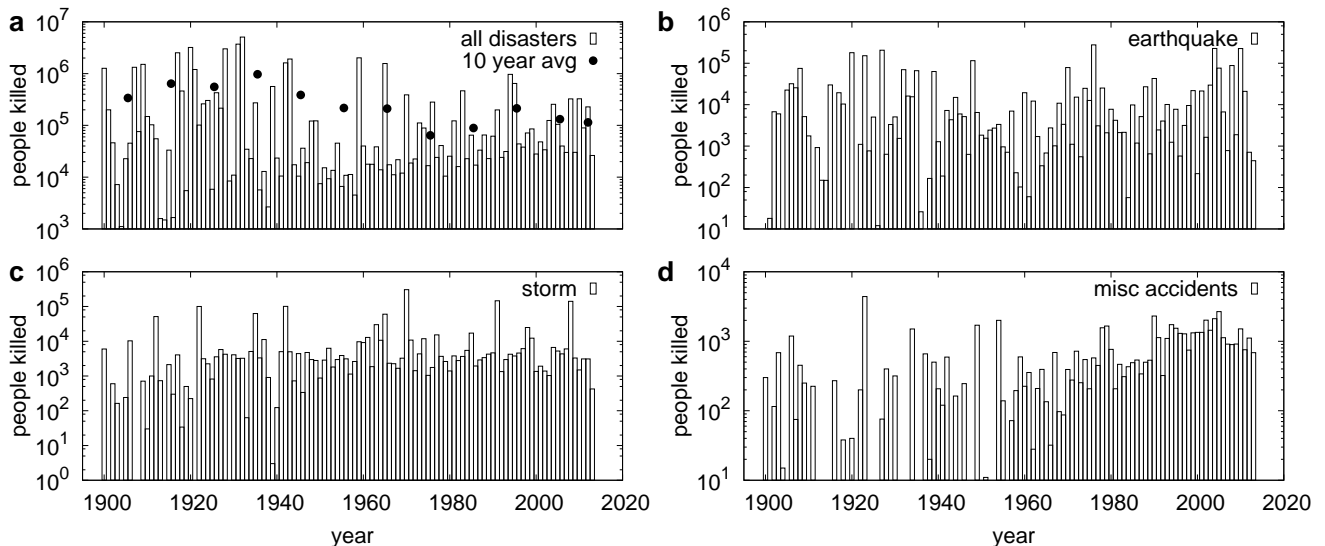 a
all disasters
10 year avg
people killed
10^7
10^6
10^5
10^4
10^3
b
earthquake
people killed
10^6
10^5
10^4
10^3
10^2
10^1
c
storm
people killed
10^6
10^5
10^4
10^3
10^2
10^1
10^0
1900 1920 1940 1960 1980 2000 2020
year
d
misc accidents
people killed
10^4
10^3
10^2
10^1
1900 1920 1940 1960 1980 2000 2020
year